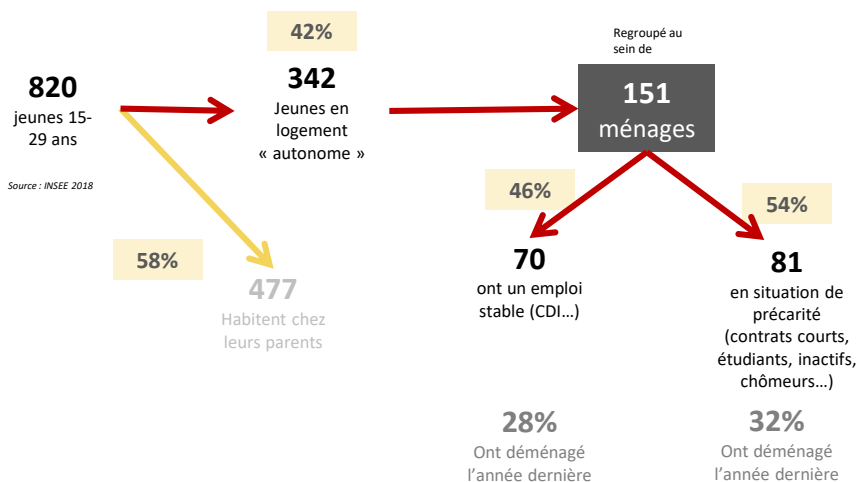 42%
Regroupé au
sein de
820
jeunes 15-
29 ans
342
Jeunes en
logement
« autonome »
151
ménages
Source : INSEE 2018
58%
477
Habitent chez
leurs parents
46%
54%
70
ont un emploi
stable (CDI...)
81
en situation de
précarité
(contrats courts,
étudiants, inactifs,
chômeurs...)
28%
Ont déménagé
l'année dernière
32%
Ont déménagé
l'année dernière